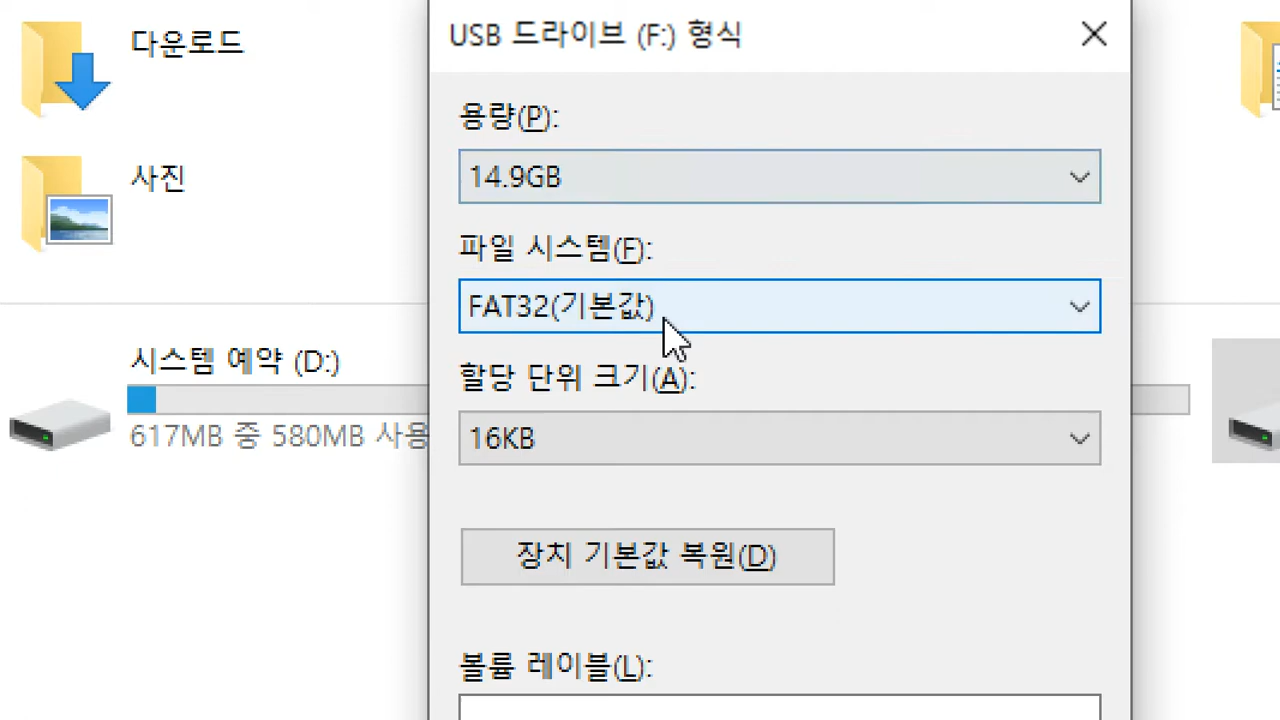 다운로드
사진
시스템 예약 (D:)
617MB 중 580MB 사용
USB 드라이브 (F:) 형식
용량(P):
14.9GB
파일 시스템(F):
FAT32(기본값)
할당 단위 크기(A):
16KB
장치 기본값 복원(D)
볼륨 레이블(L):